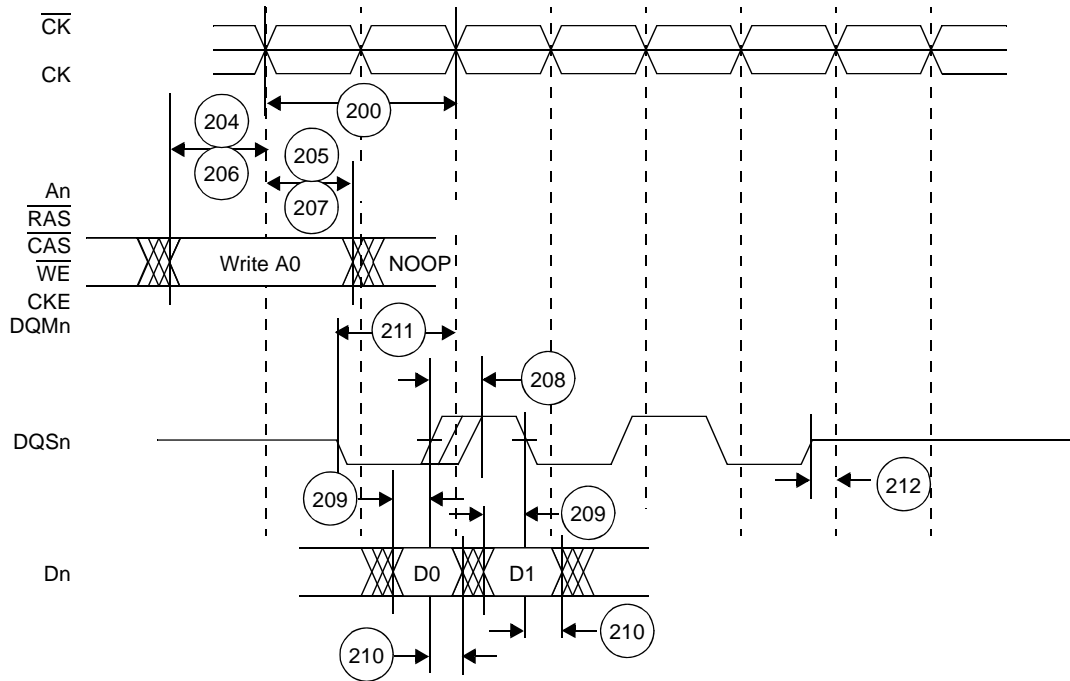 CK
CK
200
204
206
205
207
An
RAS
CAS
WE
CKE
DQMn
Write A0
NOOP
211
208
DQSn
212
209
209
Dn
D0
D1
210
210